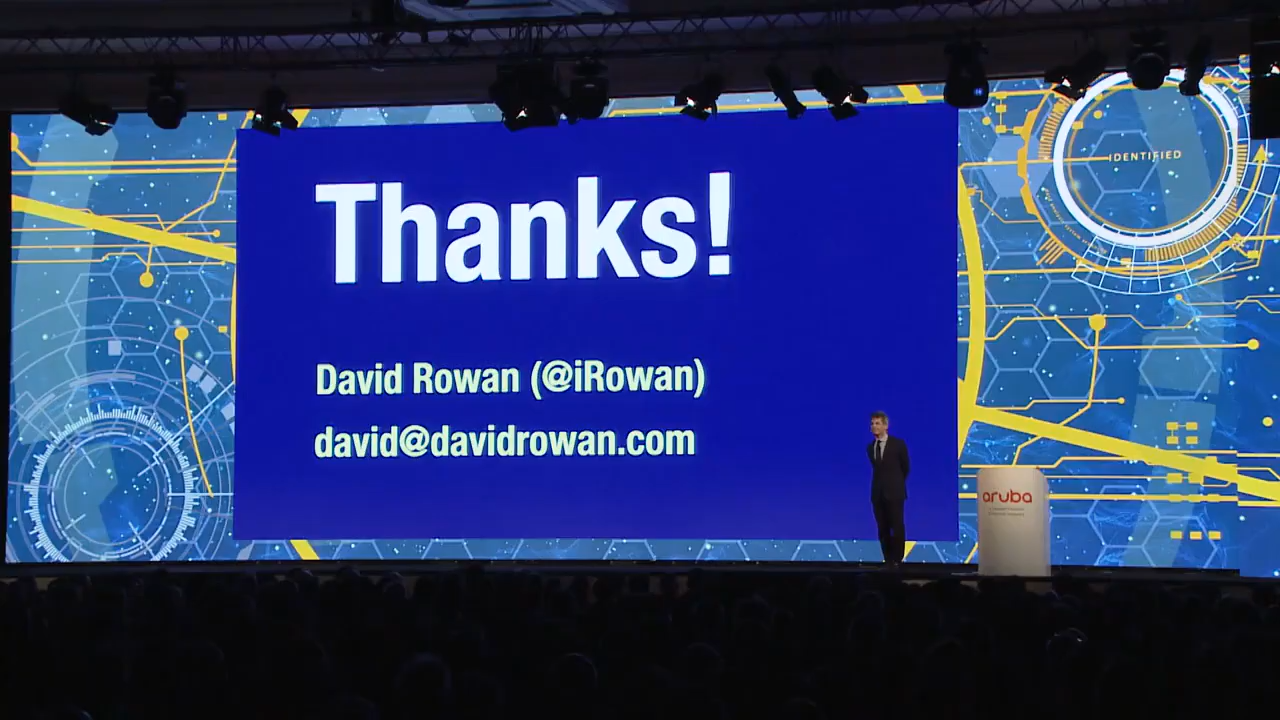 Thanks!
David Rowan (@iRowan)
david@davidrowan.com
IDENTIFIED
aruba